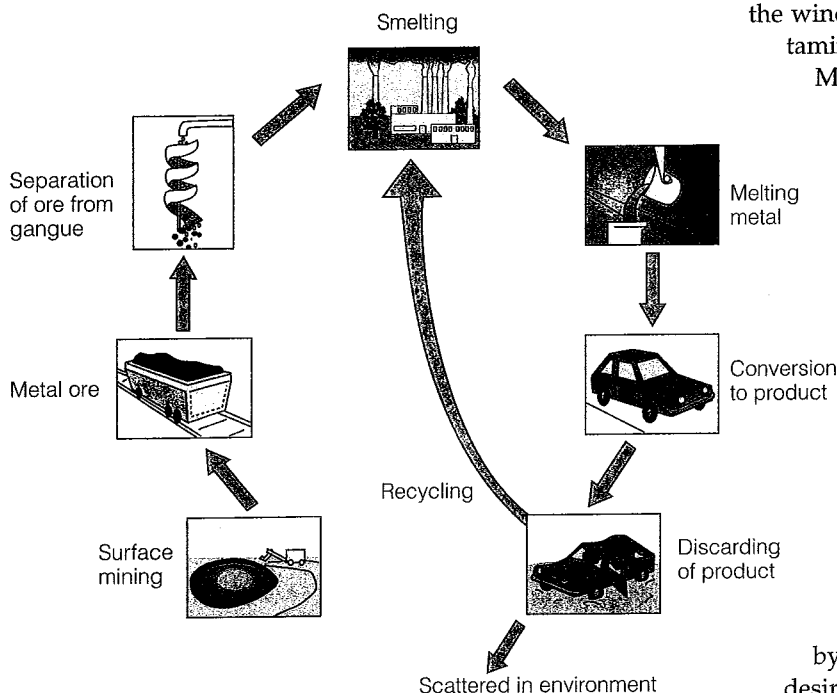 the wind
tami
M
Smelting
Separation
of ore from
gangue
Melting
metal
Metal ore
Conversion
to product
Recycling
Surface
mining
Discarding
of product
Scattered in environment
by
desir